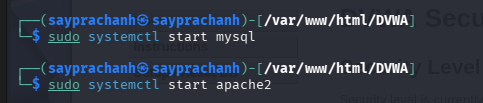 ┌──(sayprachanh㉿sayprachanh)-[/var/www/html/DVWA]
└─$ sudo systemctl start mysql
┌──(sayprachanh㉿sayprachanh)-[/var/www/html/DVWA]
└─$ sudo systemctl start apache2